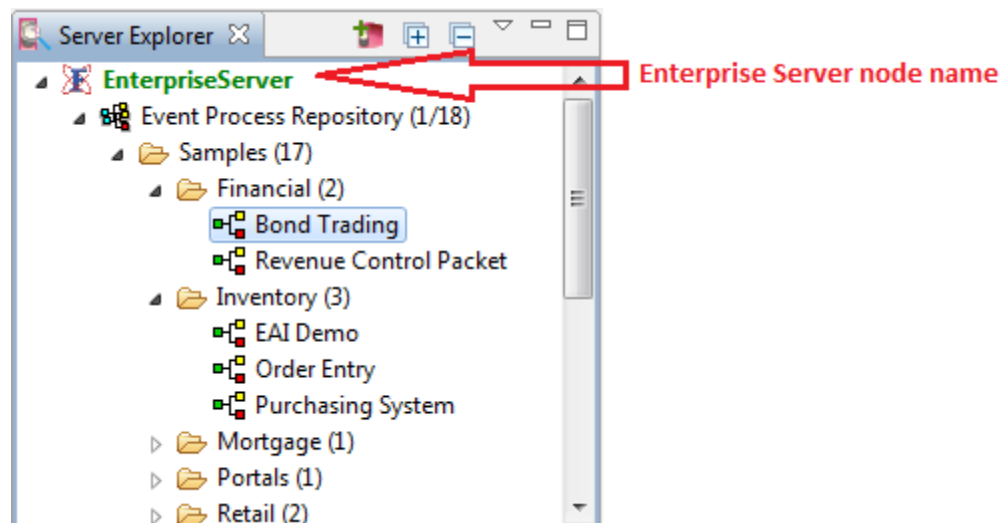 Server Explorer
EnterpriseServer
Enterprise Server node name
Event Process Repository (1/18)
Samples (17)
Financial (2)
Bond Trading
Revenue Control Packet
Inventory (3)
EAI Demo
Order Entry
Purchasing System
Mortgage (1)
Portals (1)
Retail (2)